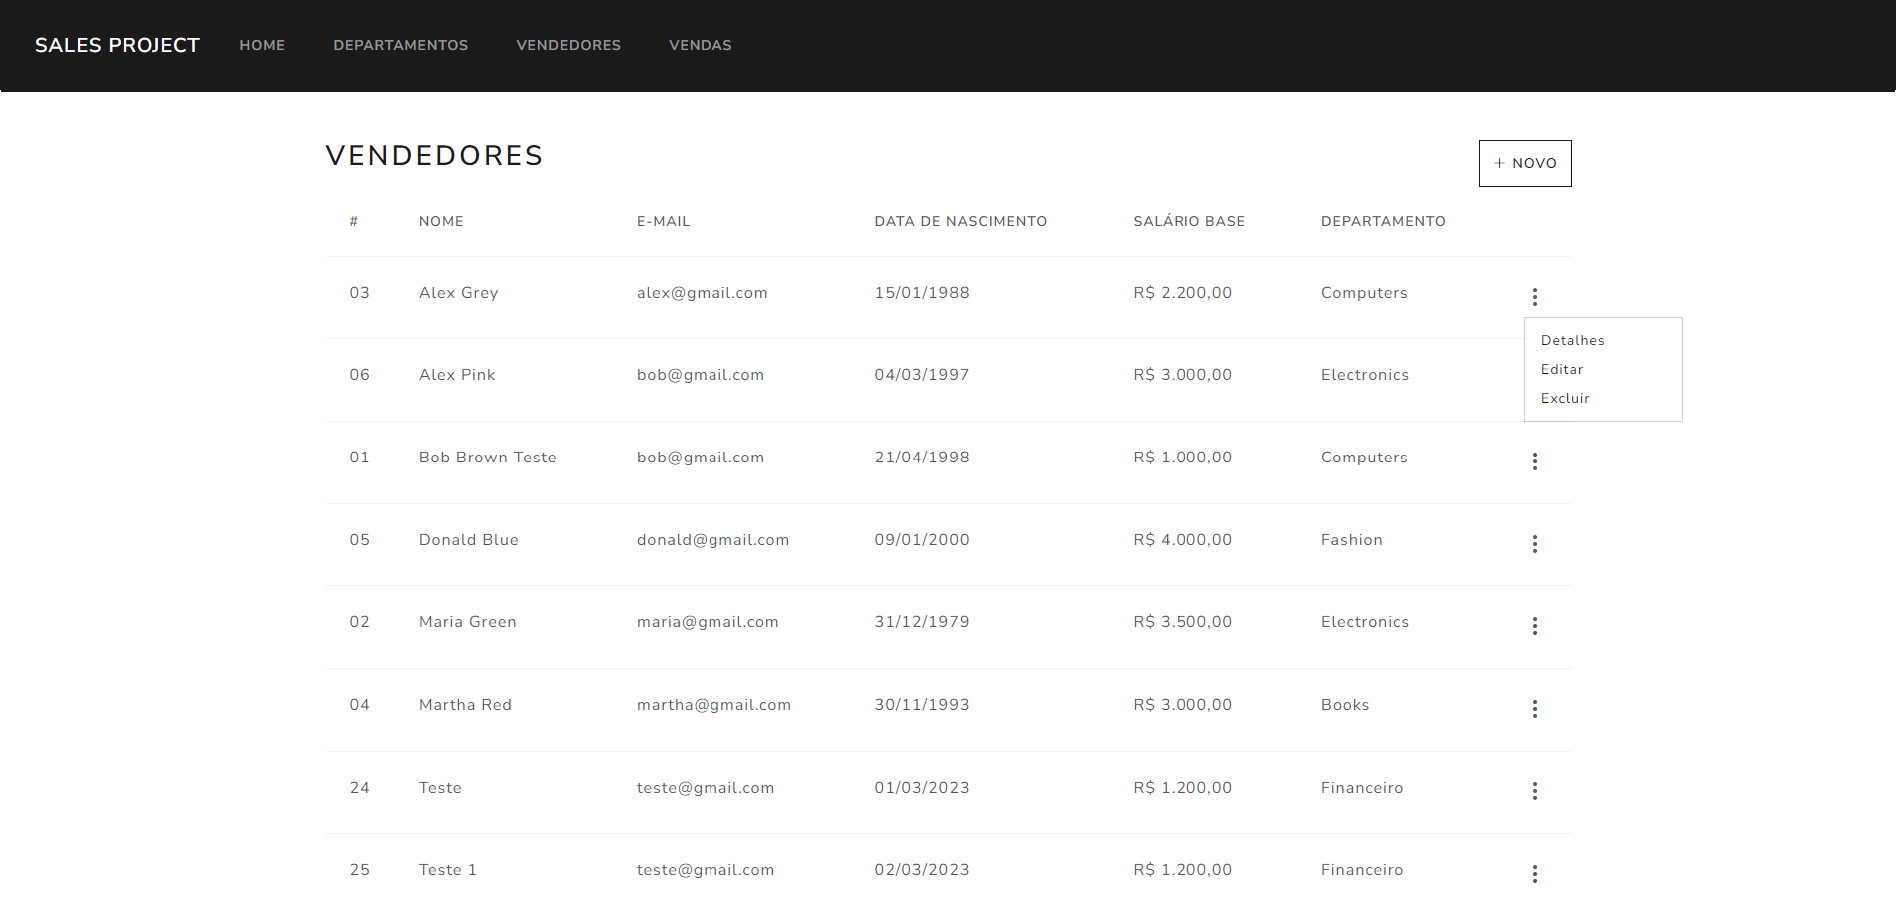 SALES PROJECT HOME DEPARTAMENTOS VENDEDORES VENDAS
VENDEDORES
+ NOVO
# NOME E-MAIL DATA DE NASCIMENTO SALÁRIO BASE DEPARTAMENTO
03 Alex Grey alex@gmail.com 15/01/1988 R$ 2.200,00 Computers
Detalhes
Editar
Excluir
06 Alex Pink bob@gmail.com 04/03/1997 R$ 3.000,00 Electronics
01 Bob Brown Teste bob@gmail.com 21/04/1998 R$ 1.000,00 Computers
05 Donald Blue donald@gmail.com 09/01/2000 R$ 4.000,00 Fashion
02 Maria Green maria@gmail.com 31/12/1979 R$ 3.500,00 Electronics
04 Martha Red martha@gmail.com 30/11/1993 R$ 3.000,00 Books
24 Teste teste@gmail.com 01/03/2023 R$ 1.200,00 Financeiro
25 Teste 1 teste@gmail.com 02/03/2023 R$ 1.200,00 Financeiro